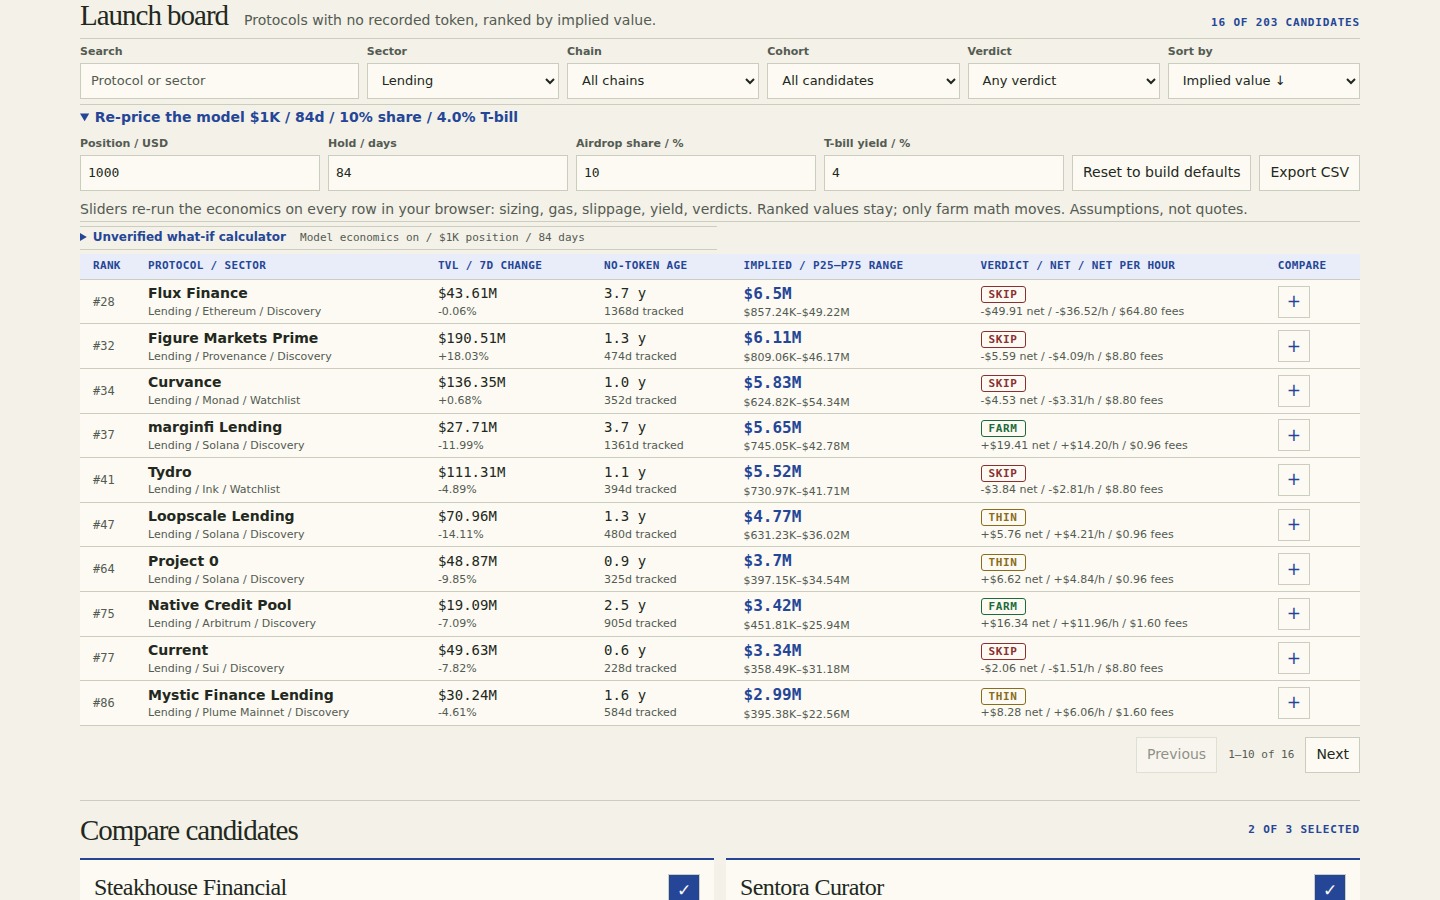 Launch board Protocols with no recorded token, ranked by implied value. 16 OF 203 CANDIDATES
Search Sector Chain Cohort Verdict Sort by
Protocol or sector Lending All chains All candidates Any verdict Implied value ↓
▼ Re-price the model $1K / 84d / 10% share / 4.0% T-bill
Position / USD Hold / days Airdrop share / % T-bill yield / %
1000 84 10 4 Reset to build defaults Export CSV
Sliders re-run the economics on every row in your browser: sizing, gas, slippage, yield, verdicts. Ranked values stay; only farm math moves. Assumptions, not quotes.
▶ Unverified what-if calculator Model economics on / $1K position / 84 days
RANK PROTOCOL / SECTOR TVL / 7D CHANGE NO-TOKEN AGE IMPLIED / P25–P75 RANGE VERDICT / NET / NET PER HOUR COMPARE
#28 Flux Finance $43.61M 3.7 y $6.5M SKIP +
Lending / Ethereum / Discovery -0.06% 1368d tracked $857.24K–$49.22M -$49.91 net / -$36.52/h / $64.80 fees
#32 Figure Markets Prime $190.51M 1.3 y $6.11M SKIP +
Lending / Provenance / Discovery +18.03% 474d tracked $809.06K–$46.17M -$5.59 net / -$4.09/h / $8.80 fees
#34 Curvance $136.35M 1.0 y $5.83M SKIP +
Lending / Monad / Watchlist +0.68% 352d tracked $624.82K–$54.34M -$4.53 net / -$3.31/h / $8.80 fees
#37 marginfi Lending $27.71M 3.7 y $5.65M FARM +
Lending / Solana / Discovery -11.99% 1361d tracked $745.05K–$42.78M +$19.41 net / +$14.20/h / $0.96 fees
#41 Tydro $111.31M 1.1 y $5.52M SKIP +
Lending / Ink / Watchlist -4.89% 394d tracked $730.97K–$41.71M -$3.84 net / -$2.81/h / $8.80 fees
#47 Loopscale Lending $70.96M 1.3 y $4.77M THIN +
Lending / Solana / Discovery -14.11% 480d tracked $631.23K–$36.02M +$5.76 net / +$4.21/h / $0.96 fees
#64 Project 0 $48.87M 0.9 y $3.7M THIN +
Lending / Solana / Discovery -9.85% 325d tracked $397.15K–$34.54M +$6.62 net / +$4.84/h / $0.96 fees
#75 Native Credit Pool $19.09M 2.5 y $3.42M FARM +
Lending / Arbitrum / Discovery -7.09% 905d tracked $451.81K–$25.94M +$16.34 net / +$11.96/h / $1.60 fees
#77 Current $49.63M 0.6 y $3.34M SKIP +
Lending / Sui / Discovery -7.82% 228d tracked $358.49K–$31.18M -$2.06 net / -$1.51/h / $8.80 fees
#86 Mystic Finance Lending $30.24M 1.6 y $2.99M THIN +
Lending / Plume Mainnet / Discovery -4.61% 584d tracked $395.38K–$22.56M +$8.28 net / +$6.06/h / $1.60 fees
Previous 1–10 of 16 Next
Compare candidates 2 OF 3 SELECTED
Steakhouse Financial ✓ Sentora Curator ✓